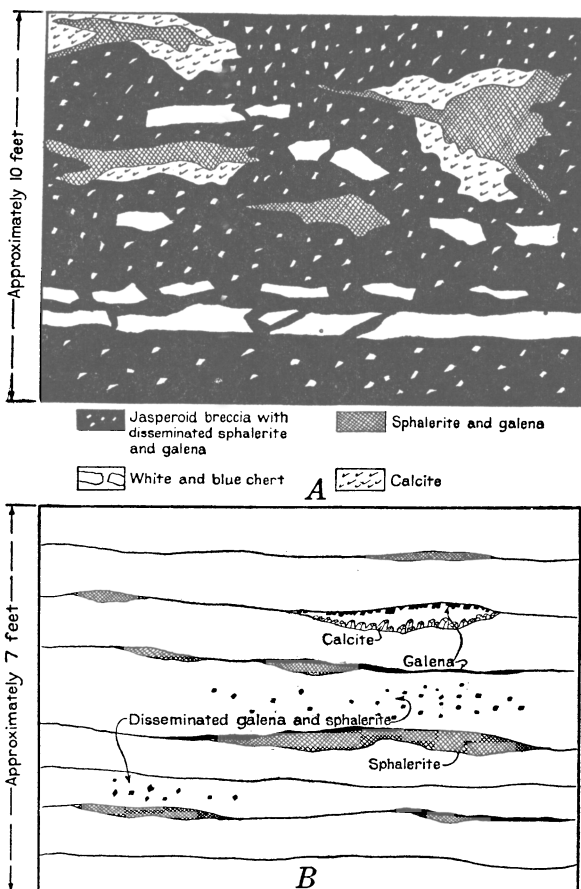 Approximately 10 feet
Jasperoid breccia with
disseminated sphalerite
and galena
Sphalerite and galena
White and blue chert
Calcite
A
Approximately 7 feet
Calcite
Galena
Disseminated galena and sphalerite
Sphalerite
B